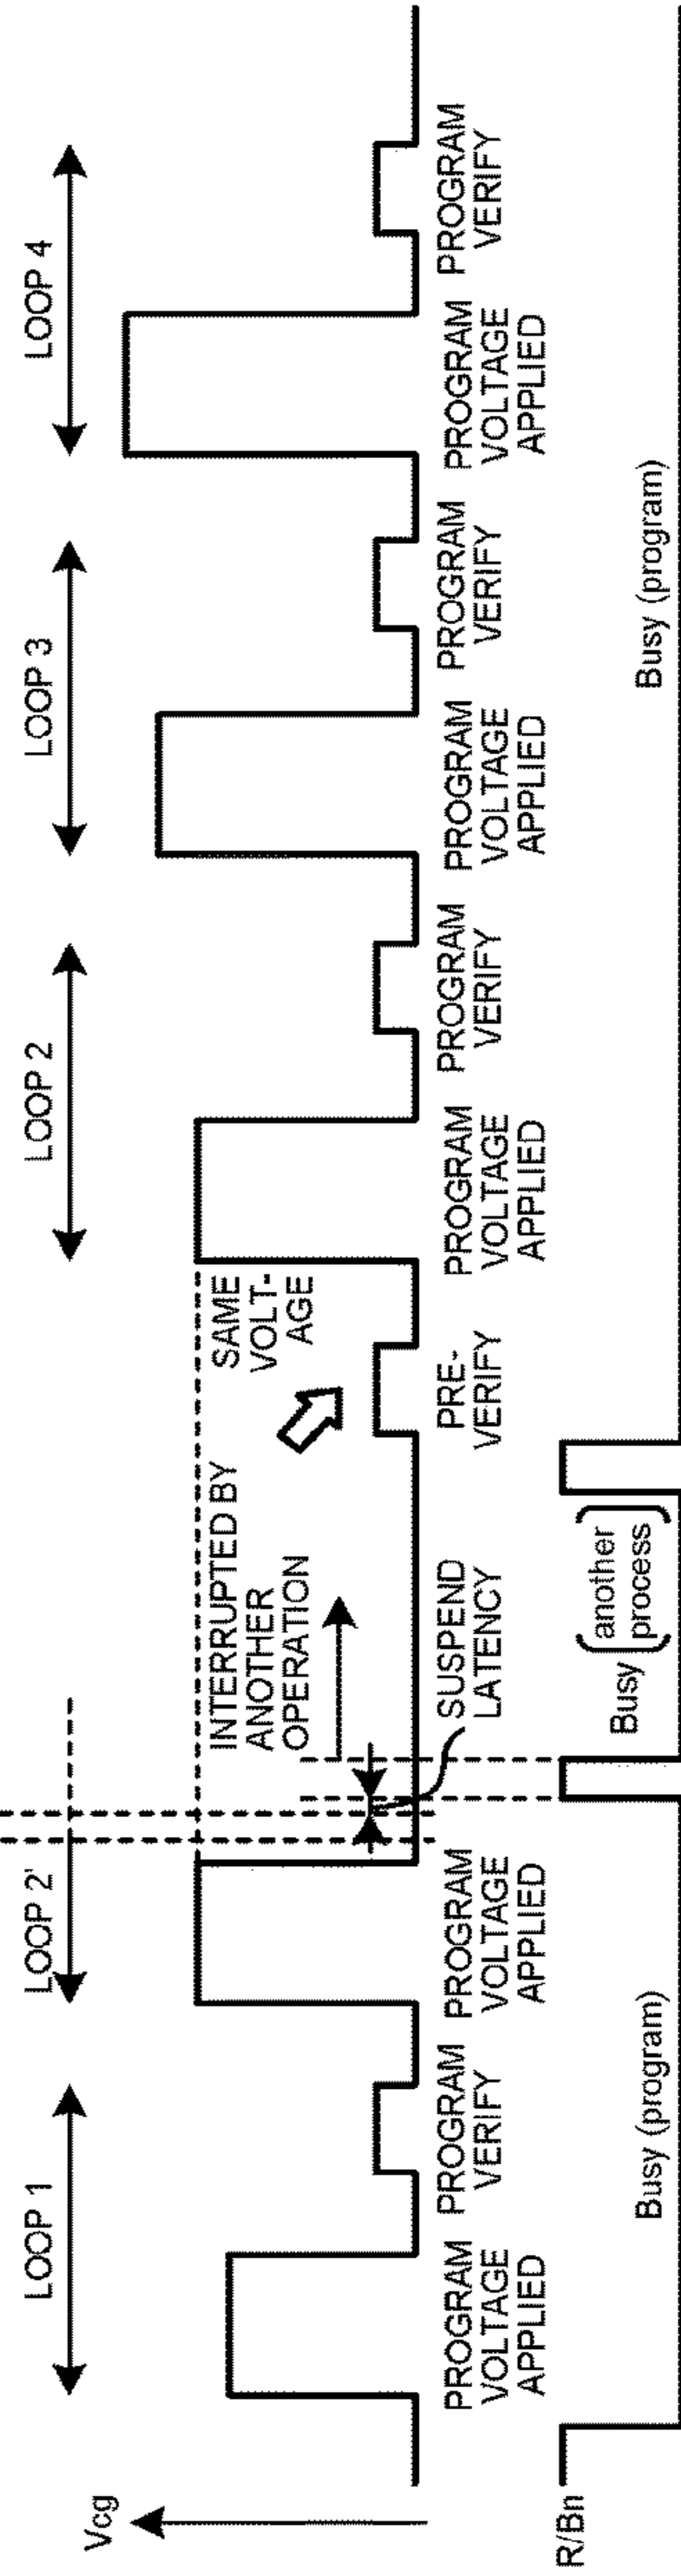 LOOP 1
LOOP 2'
LOOP 2
LOOP 3
LOOP 4
Vcg
INTERRUPTED BY
ANOTHER
OPERATION
SAME
VOLT-
AGE
PROGRAM
VOLTAGE
APPLIED
PROGRAM
VERIFY
PROGRAM
VOLTAGE
APPLIED
SUSPEND
LATENCY
PRE-
VERIFY
PROGRAM
VOLTAGE
APPLIED
PROGRAM
VERIFY
PROGRAM
VOLTAGE
APPLIED
PROGRAM
VERIFY
PROGRAM
VOLTAGE
APPLIED
PROGRAM
VERIFY
R/Bn
Busy (program)
Busy (another
process)
Busy (program)